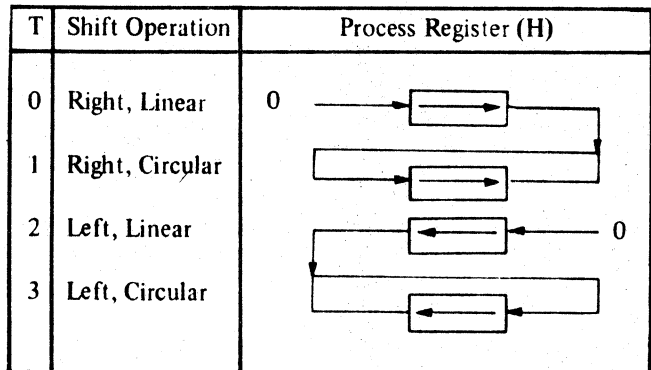 T Shift Operation Process Register (H)
0 Right, Linear 0
1 Right, Circular
2 Left, Linear 0
3 Left, Circular